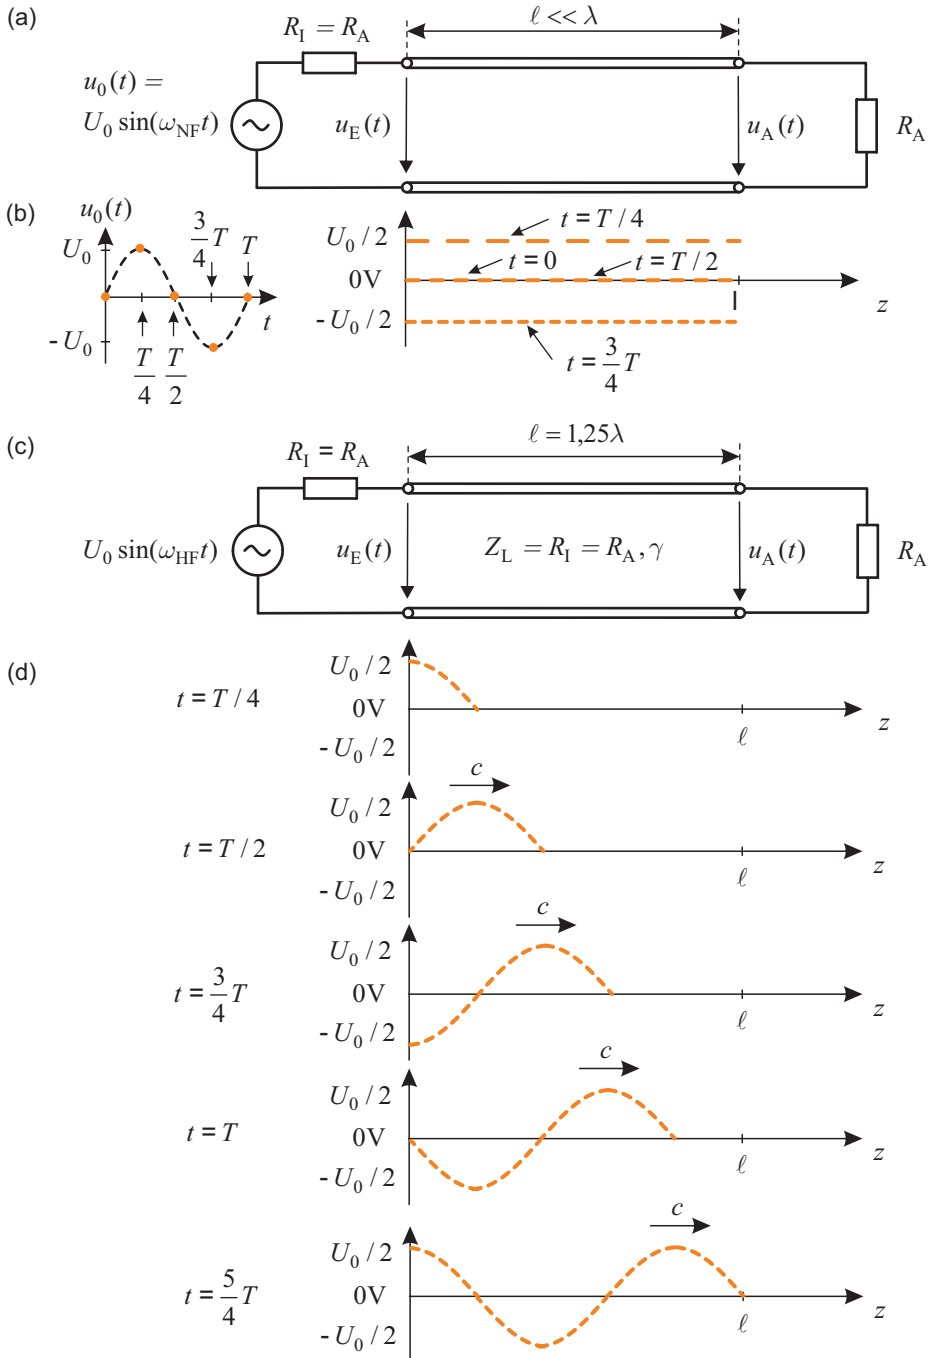 (a)
R_I = R_A
ℓ << λ
u_0(t) =
U_0 sin(ω_NF t)
u_E(t)
u_A(t)
R_A
(b)
u_0(t)
U_0
3/4 T
T
- U_0
t
T/4
T/2
U_0 / 2
t = T / 4
0V
t = 0
t = T / 2
z
l
- U_0 / 2
t = 3/4 T
(c)
ℓ = 1,25λ
R_I = R_A
U_0 sin(ω_HF t)
u_E(t)
Z_L = R_I = R_A, γ
u_A(t)
R_A
(d)
t = T / 4
U_0 / 2
0V
- U_0 / 2
ℓ
z
c
t = T / 2
U_0 / 2
0V
- U_0 / 2
ℓ
z
c
t = 3/4 T
U_0 / 2
0V
- U_0 / 2
ℓ
z
c
t = T
U_0 / 2
0V
- U_0 / 2
ℓ
z
c
t = 5/4 T
U_0 / 2
0V
- U_0 / 2
ℓ
z